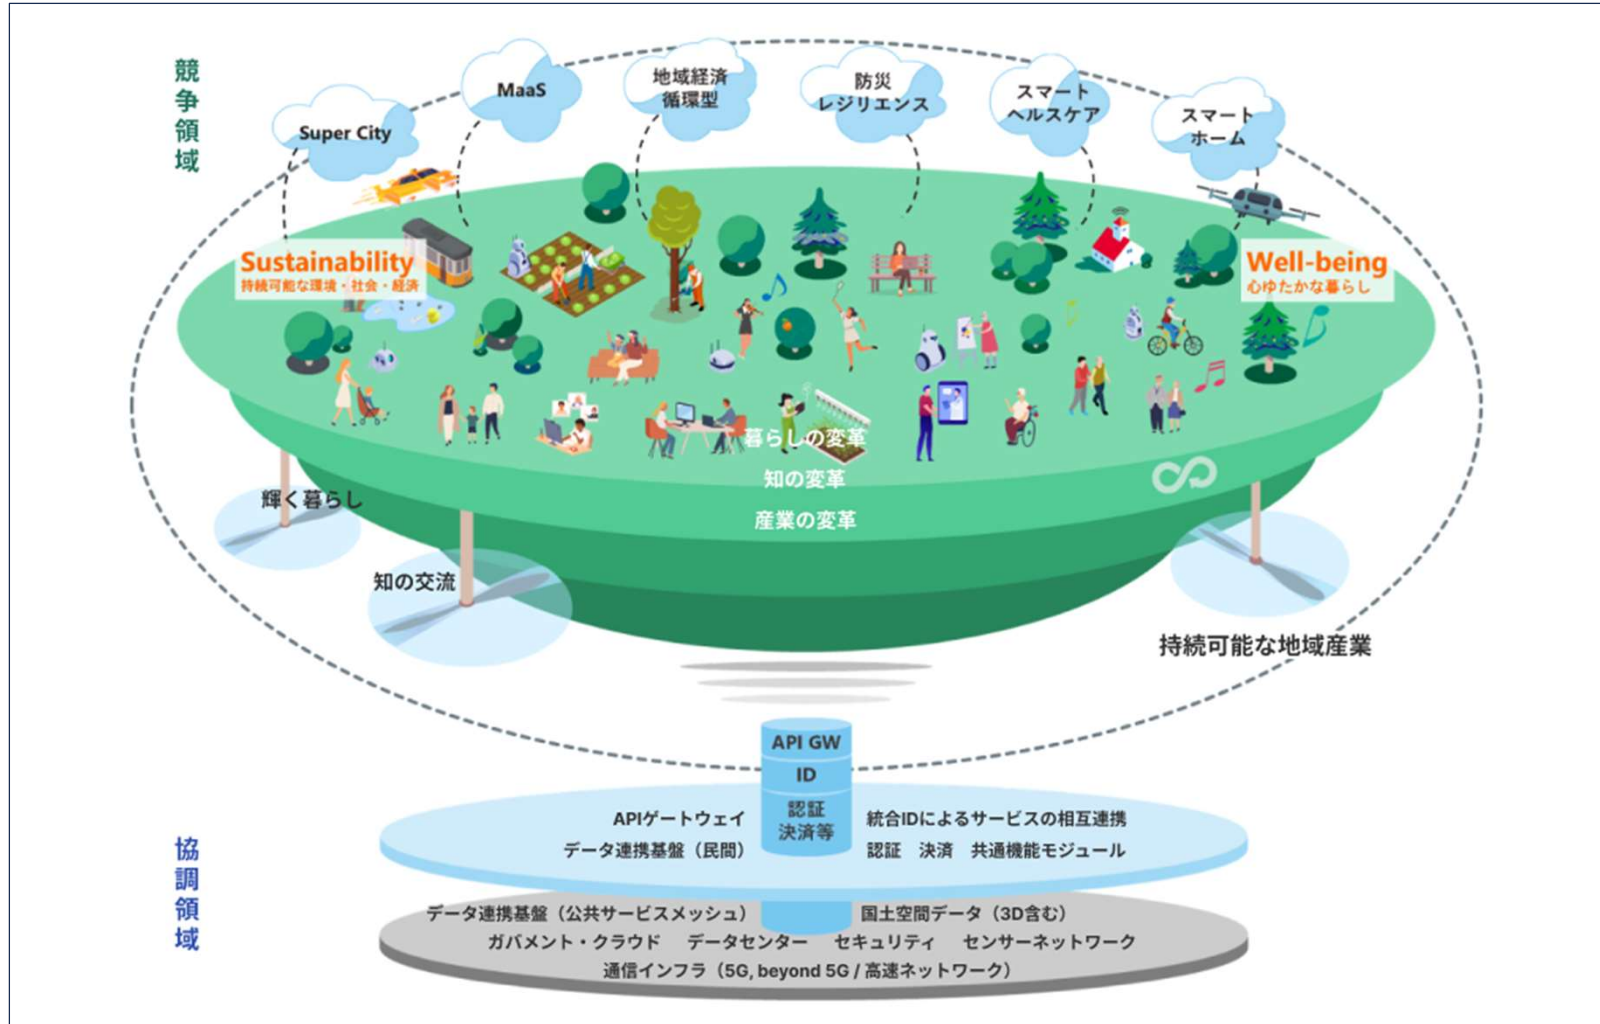 競争領域
Super City
MaaS
地域経済
循環型
防災
レジリエンス
スマート
ヘルスケア
スマート
ホーム
Sustainability
持続可能な環境・社会・経済
Well-being
心ゆたかな暮らし
暮らしの変革
知の変革
産業の変革
輝く暮らし
知の交流
持続可能な地域産業
協調領域
API GW
ID
認証
決済等
APIゲートウェイ
統合IDによるサービスの相互連携
データ連携基盤（民間）
認証　決済　共通機能モジュール
データ連携基盤（公共サービスメッシュ）
国土空間データ（3D含む）
ガバメント・クラウド　データセンター　セキュリティ　センサーネットワーク
通信インフラ（5G, beyond 5G / 高速ネットワーク）